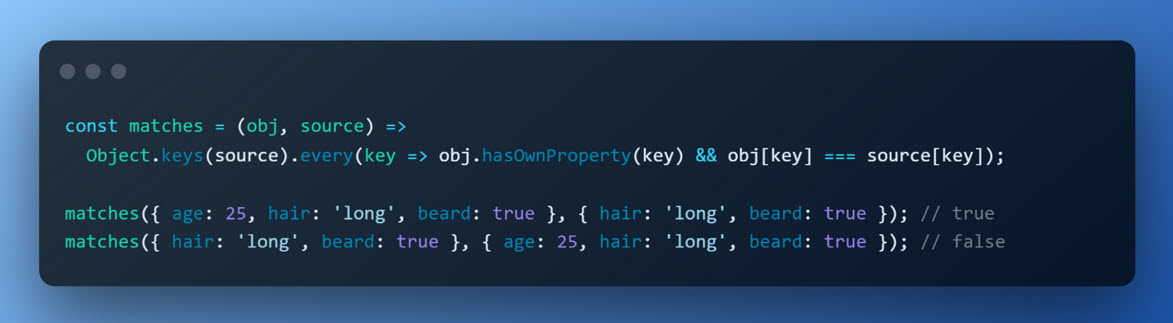 const matches = (obj, source) =>
  Object.keys(source).every(key => obj.hasOwnProperty(key) && obj[key] === source[key]);

matches({ age: 25, hair: 'long', beard: true }, { hair: 'long', beard: true }); // true
matches({ hair: 'long', beard: true }, { age: 25, hair: 'long', beard: true }); // false